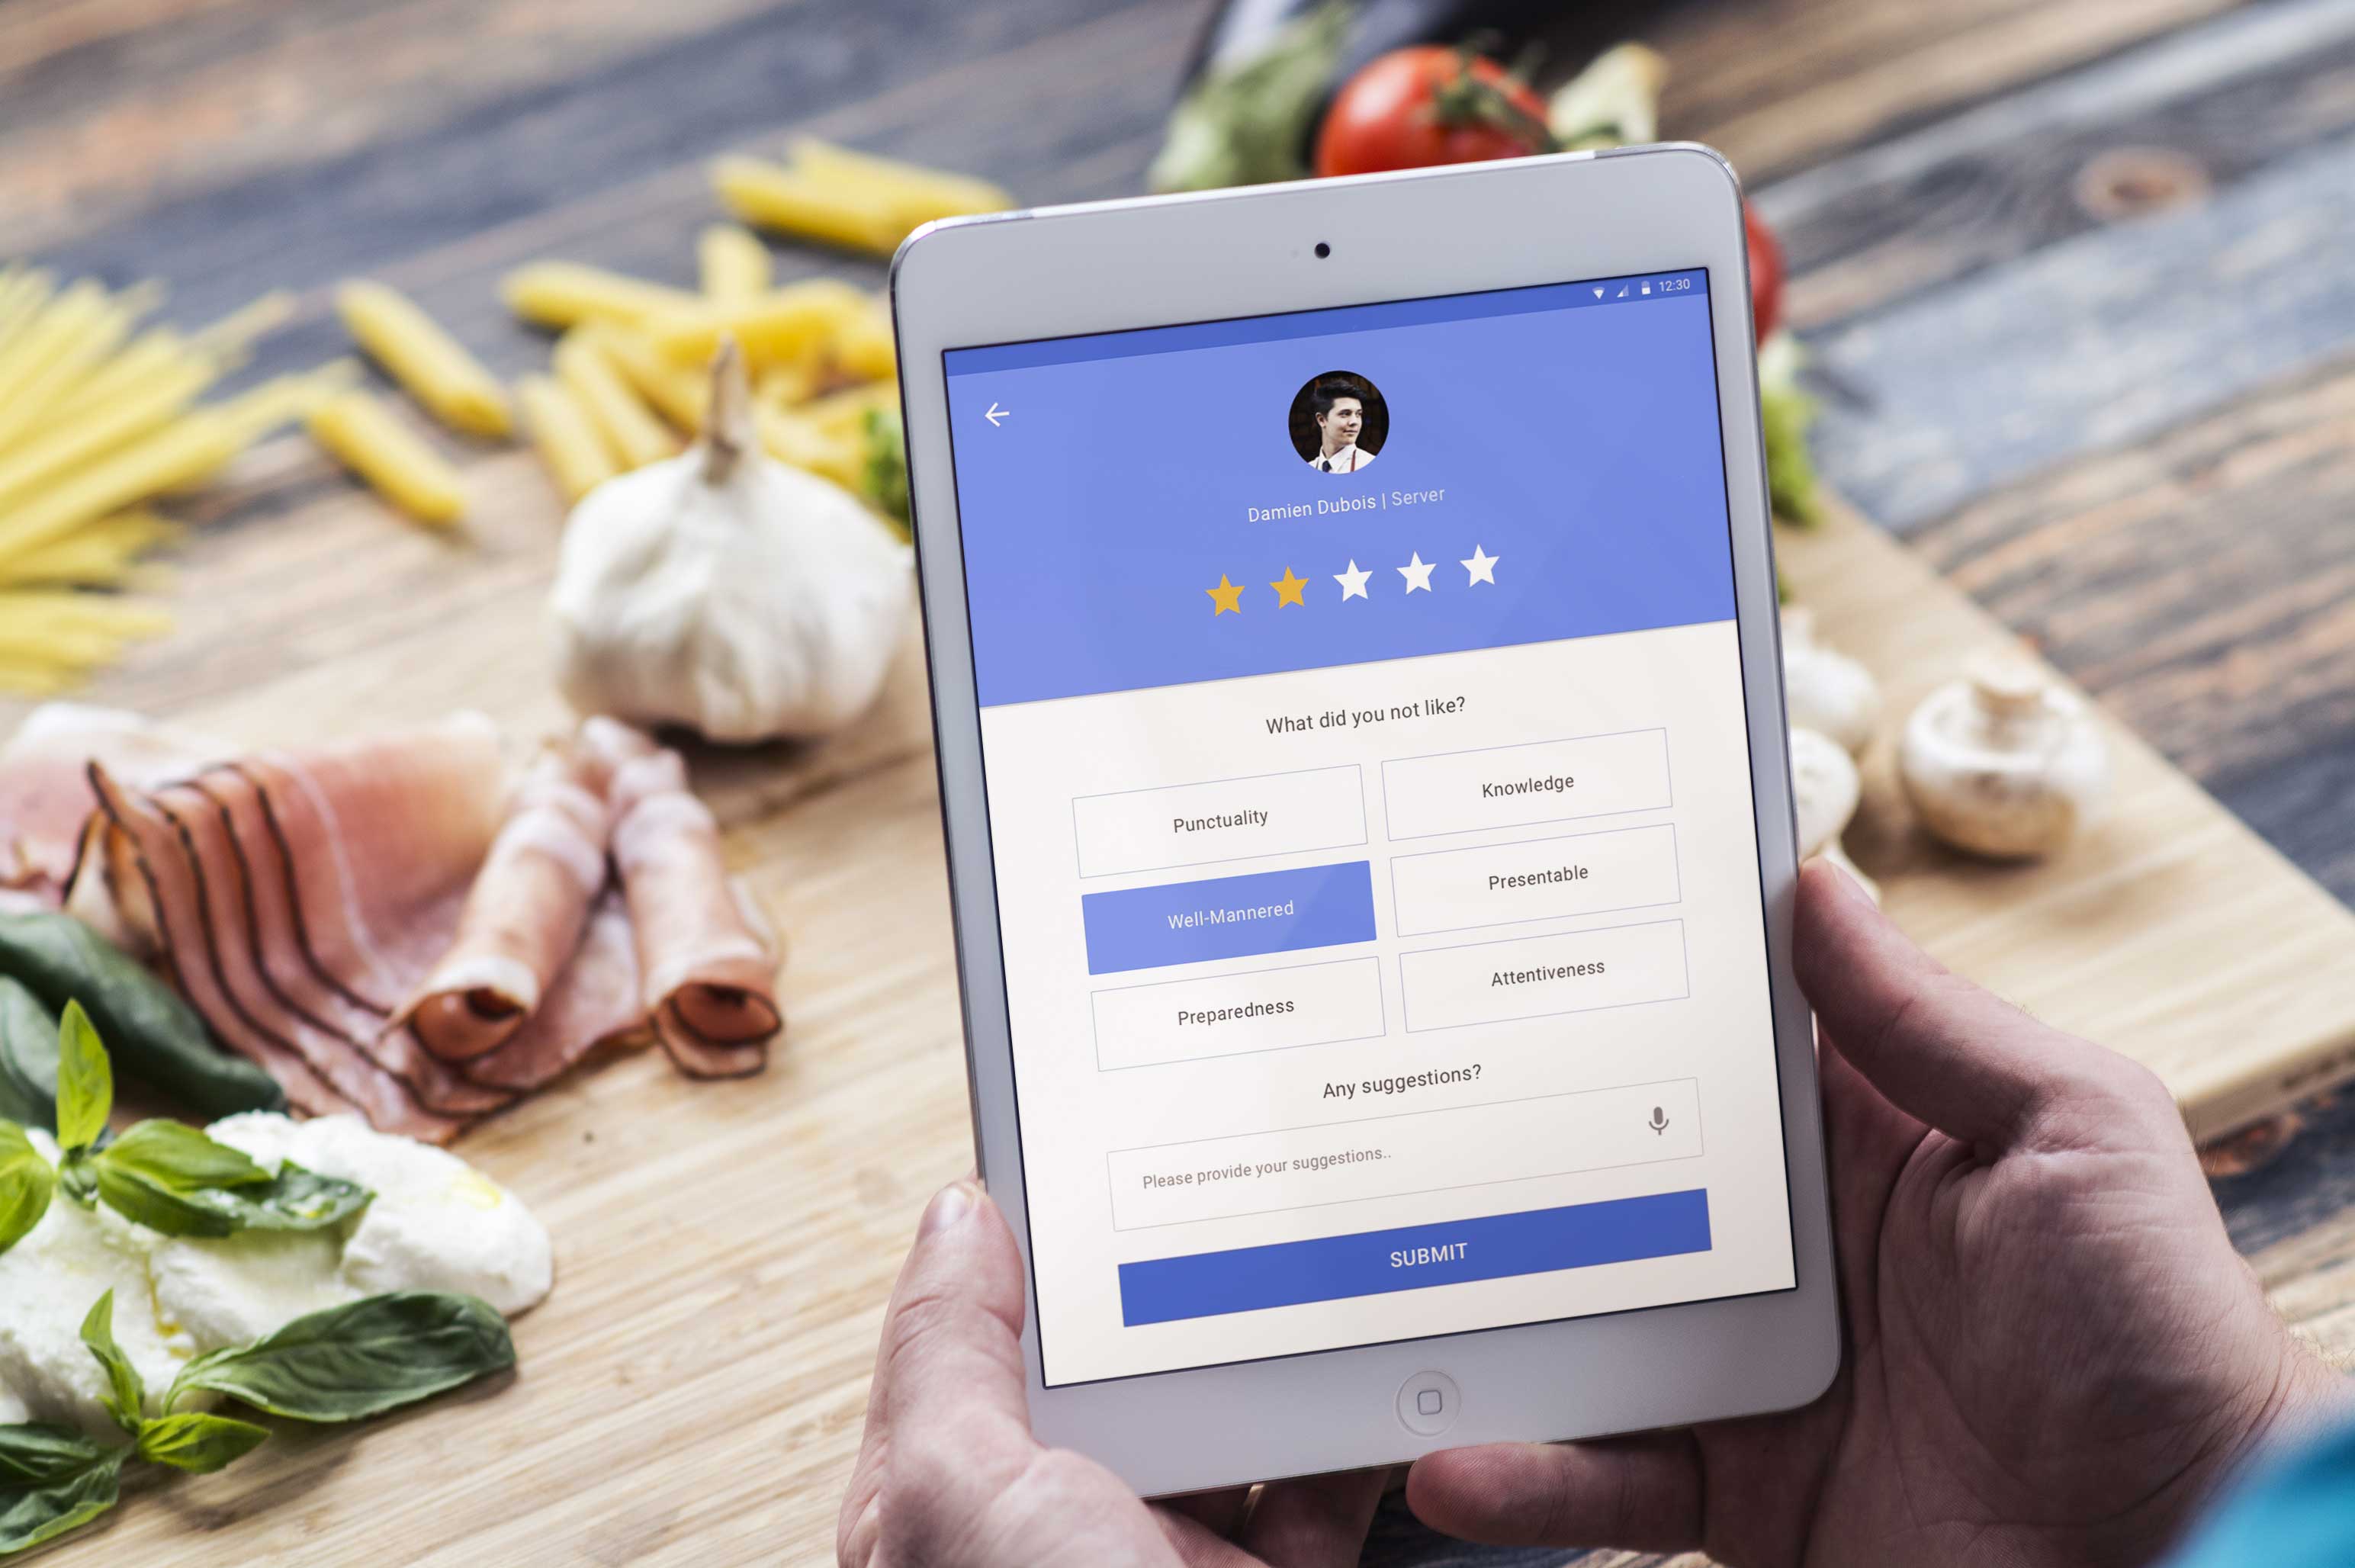 12:30
Damien Dubois | Server
What did you not like?
Punctuality
Knowledge
Well-Mannered
Presentable
Preparedness
Attentiveness
Any suggestions?
Please provide your suggestions..
SUBMIT